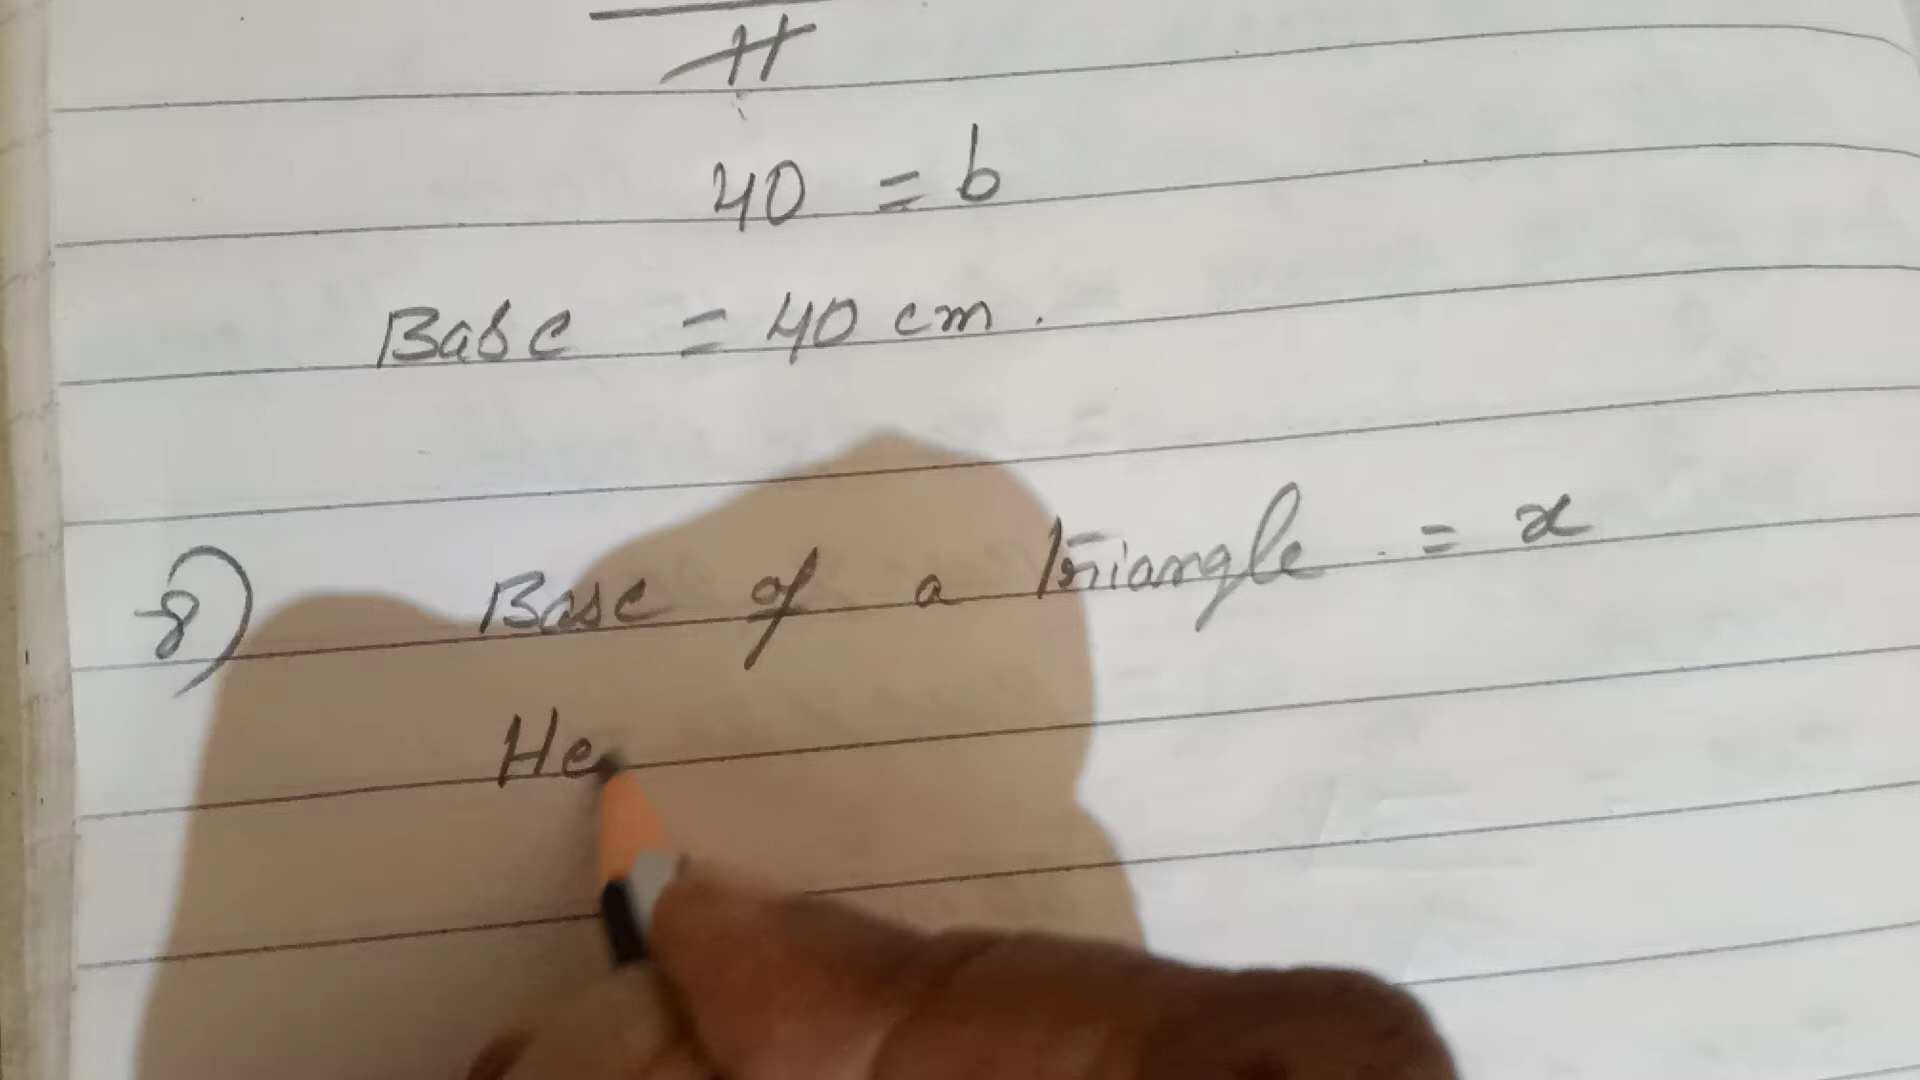 H
40 = b
Base = 40 cm.
8) Base of a triangle = x
He